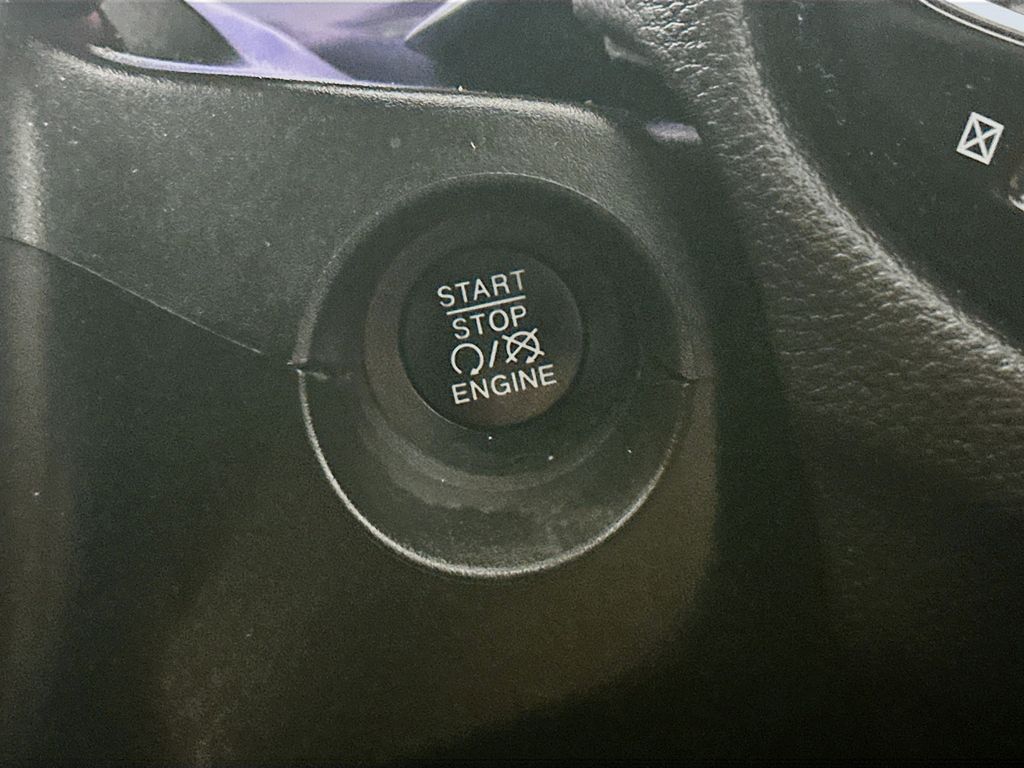 START
STOP
/
ENGINE